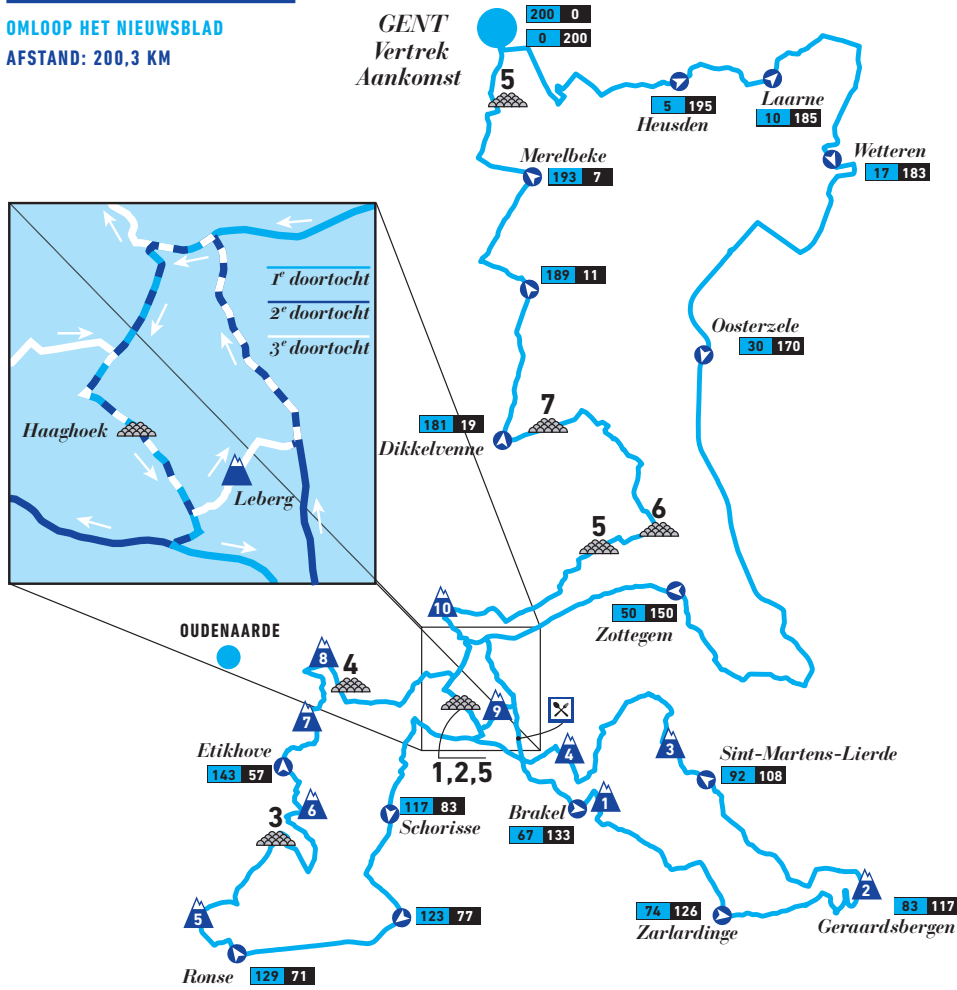 OMLOOP HET NIEUWSBLAD
AFSTAND: 200,3 KM
GENT
Vertrek
Aankomst
200 0
0 200
5
5 195
Heusden
Laarne
10 185
Merelbeke
193 7
Wetteren
17 183
189 11
1e doortocht
2e doortocht
3e doortocht
Haaghoek
Leberg
Oosterzele
30 170
181 19
Dikkelvenne
7
5
6
10
50 150
Zottegem
OUDENAARDE
8
4
7
9
4
3
1,2,5
Etikhove
143 57
6
3
117 83
Schorisse
Brakel
67 133
1
Sint-Martens-Lierde
92 108
5
123 77
74 126
Zarlardinge
2
83 117
Geraardsbergen
Ronse
129 71